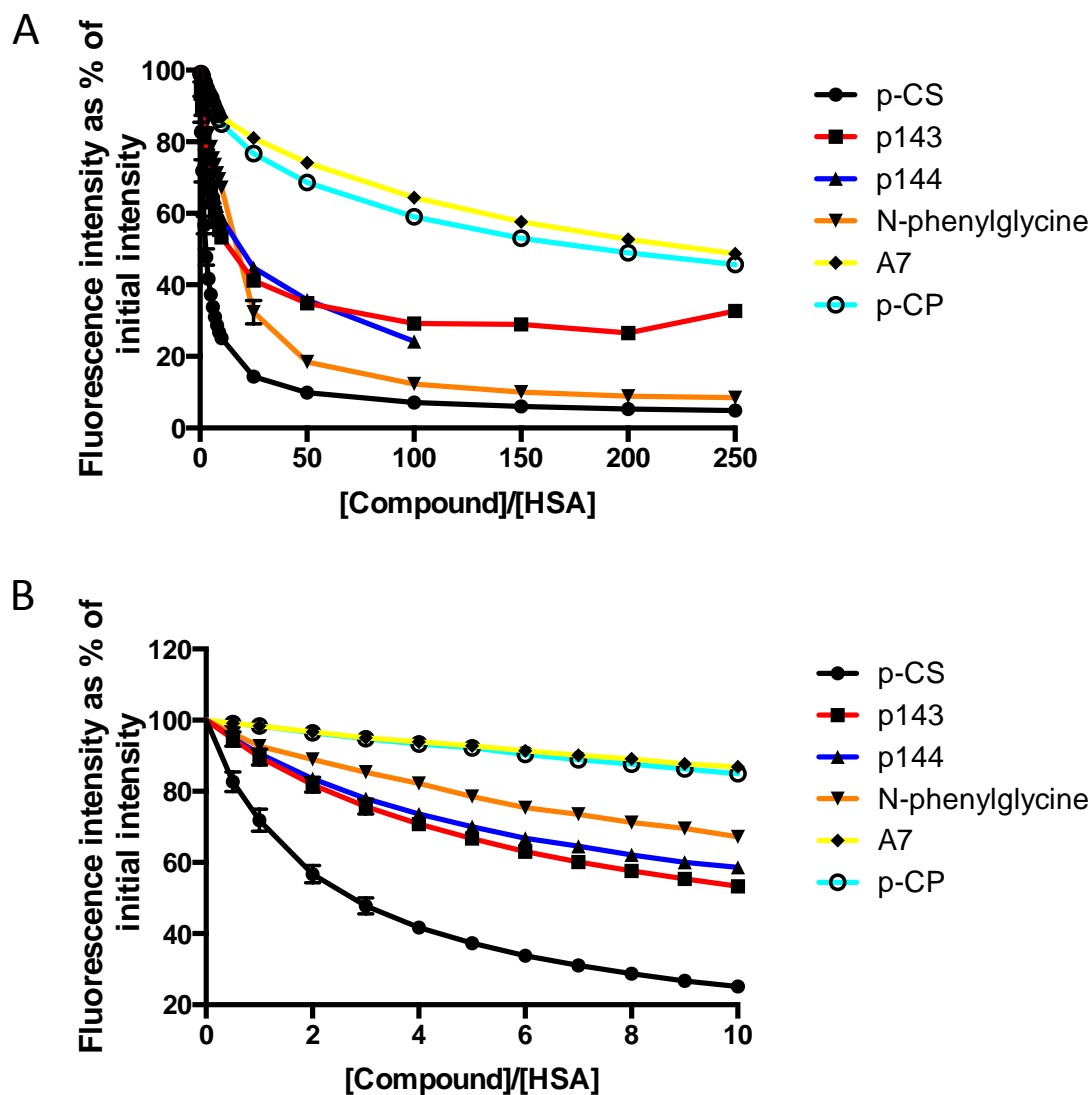 A
Fluorescence intensity as % of
initial intensity
100
80
60
40
20
0
0 50 100 150 200 250
[Compound]/[HSA]
p-CS
p143
p144
N-phenylglycine
A7
p-CP
B
Fluorescence intensity as % of
initial intensity
120
100
80
60
40
20
0 2 4 6 8 10
[Compound]/[HSA]
p-CS
p143
p144
N-phenylglycine
A7
p-CP